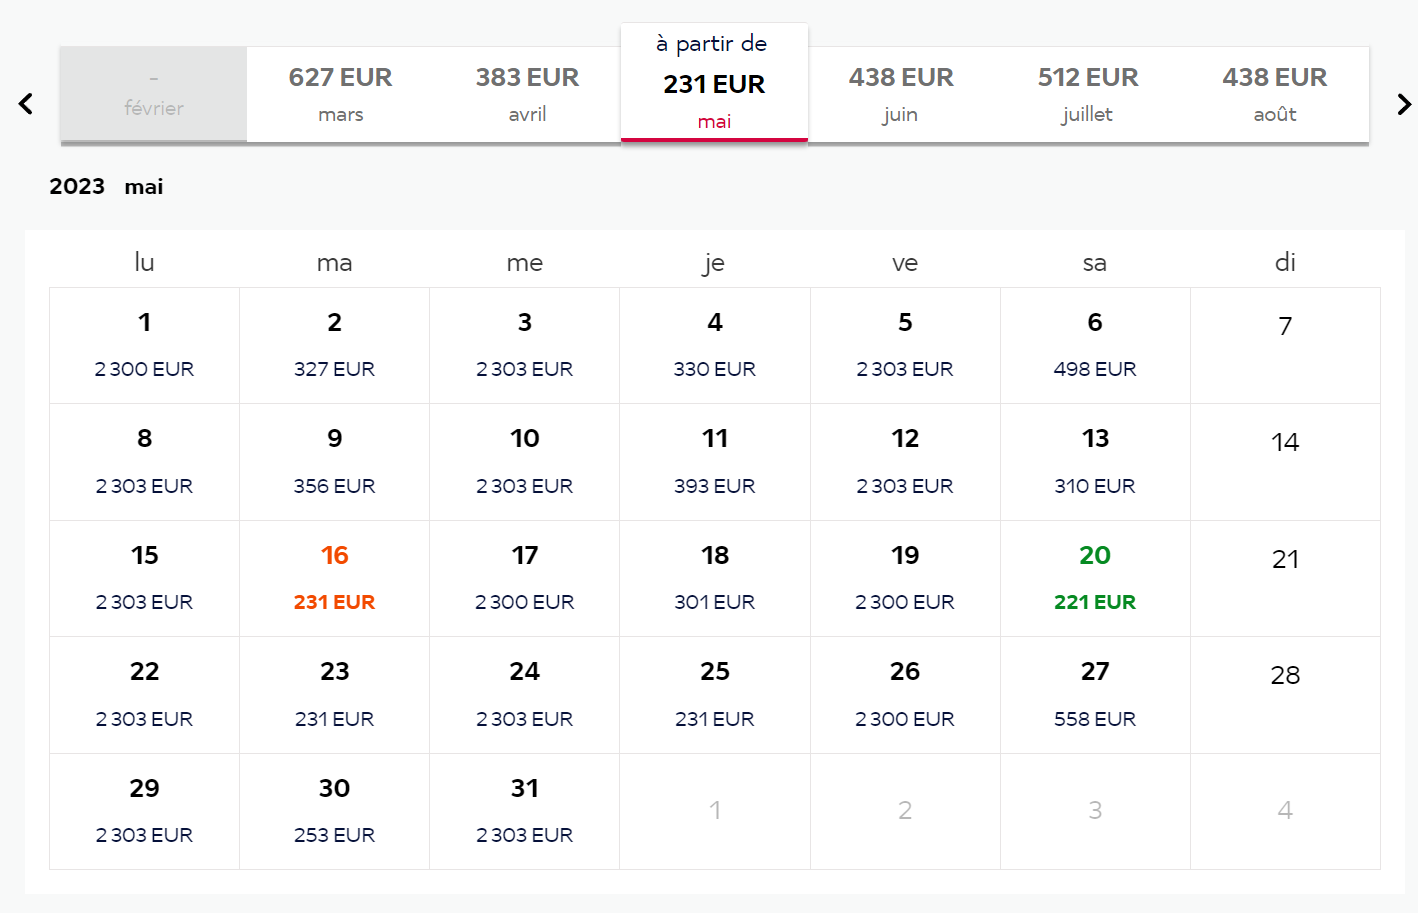 à partir de
- 627 EUR 383 EUR 231 EUR 438 EUR 512 EUR 438 EUR
février mars avril mai juin juillet août
2023 mai
lu ma me je ve sa di
1 2 3 4 5 6 7
2 300 EUR 327 EUR 2 303 EUR 330 EUR 2 303 EUR 498 EUR
8 9 10 11 12 13 14
2 303 EUR 356 EUR 2 303 EUR 393 EUR 2 303 EUR 310 EUR
15 16 17 18 19 20 21
2 303 EUR 231 EUR 2 300 EUR 301 EUR 2 300 EUR 221 EUR
22 23 24 25 26 27 28
2 303 EUR 231 EUR 2 303 EUR 231 EUR 2 300 EUR 558 EUR
29 30 31 1 2 3 4
2 303 EUR 253 EUR 2 303 EUR